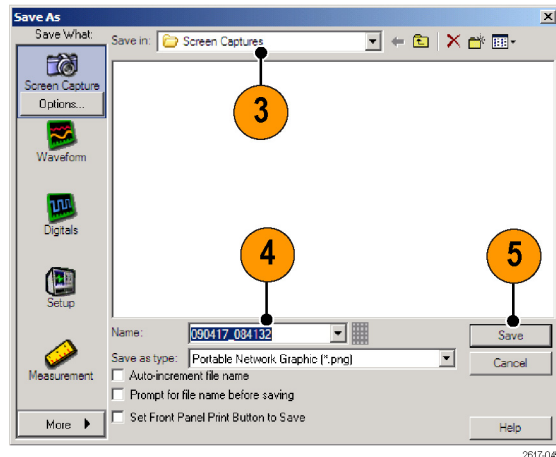 Save As
Save What:
Save in: Screen Captures
Screen Capture
Options...
3
Waveform
Digitals
4
5
Setup
Name: 090417_084132
Save
Save as type: Portable Network Graphic (*.png)
Cancel
Measurement
Auto-increment file name
Prompt for file name before saving
Set Front Panel Print Button to Save
More
Help
2617-04